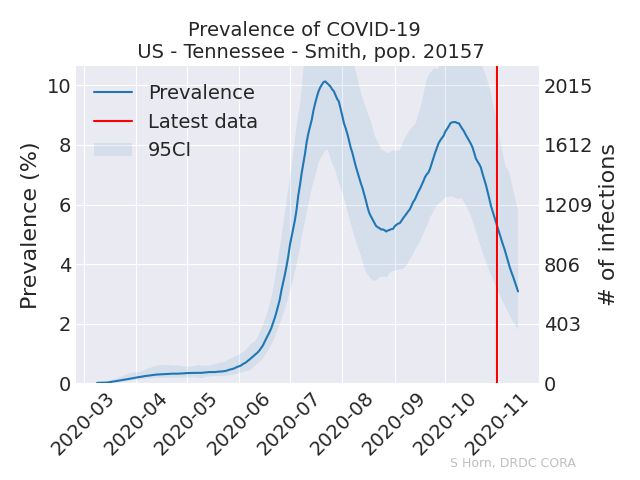 Prevalence of COVID-19
US - Tennessee - Smith, pop. 20157
Prevalence
Latest data
95CI
Prevalence (%)
10
8
6
4
2
0
2015
1612
1209
806
403
0
# of infections
2020-03
2020-04
2020-05
2020-06
2020-07
2020-08
2020-09
2020-10
2020-11
S Horn, DRDC CORA